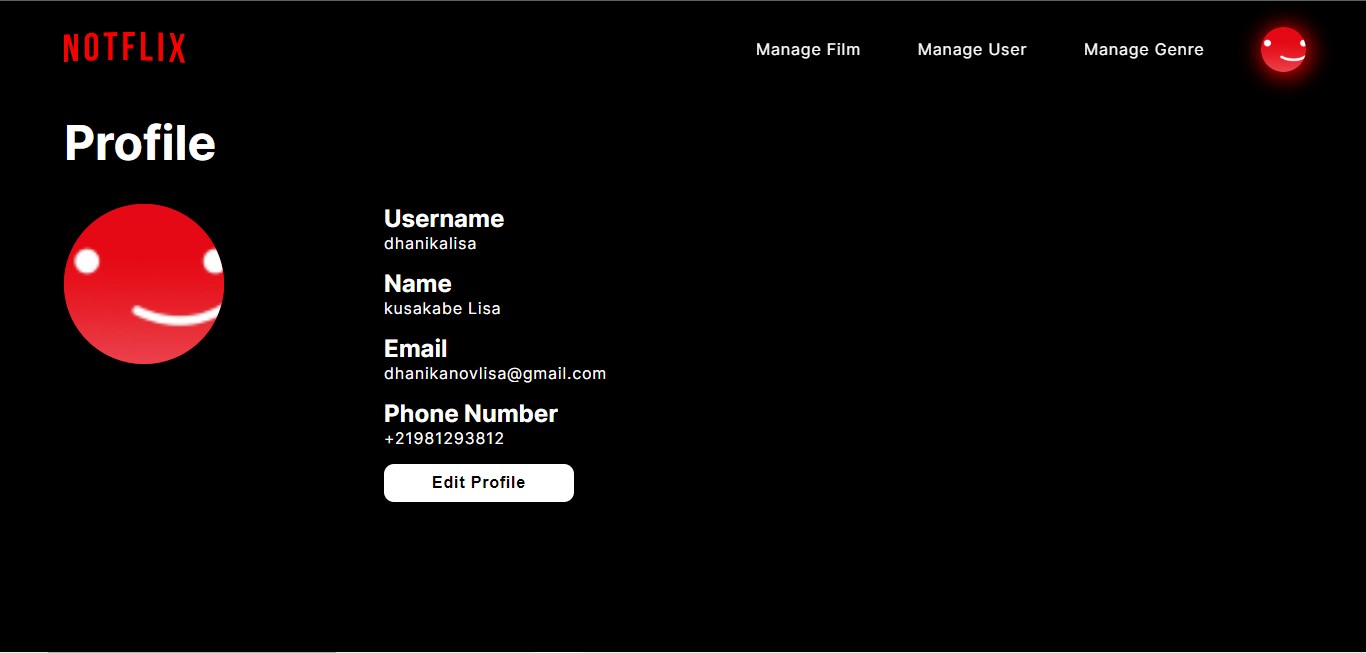 NOTFLIX
Manage Film
Manage User
Manage Genre
Profile
Username
dhanikalisa
Name
kusakabe Lisa
Email
dhanikanovlisa@gmail.com
Phone Number
+21981293812
Edit Profile